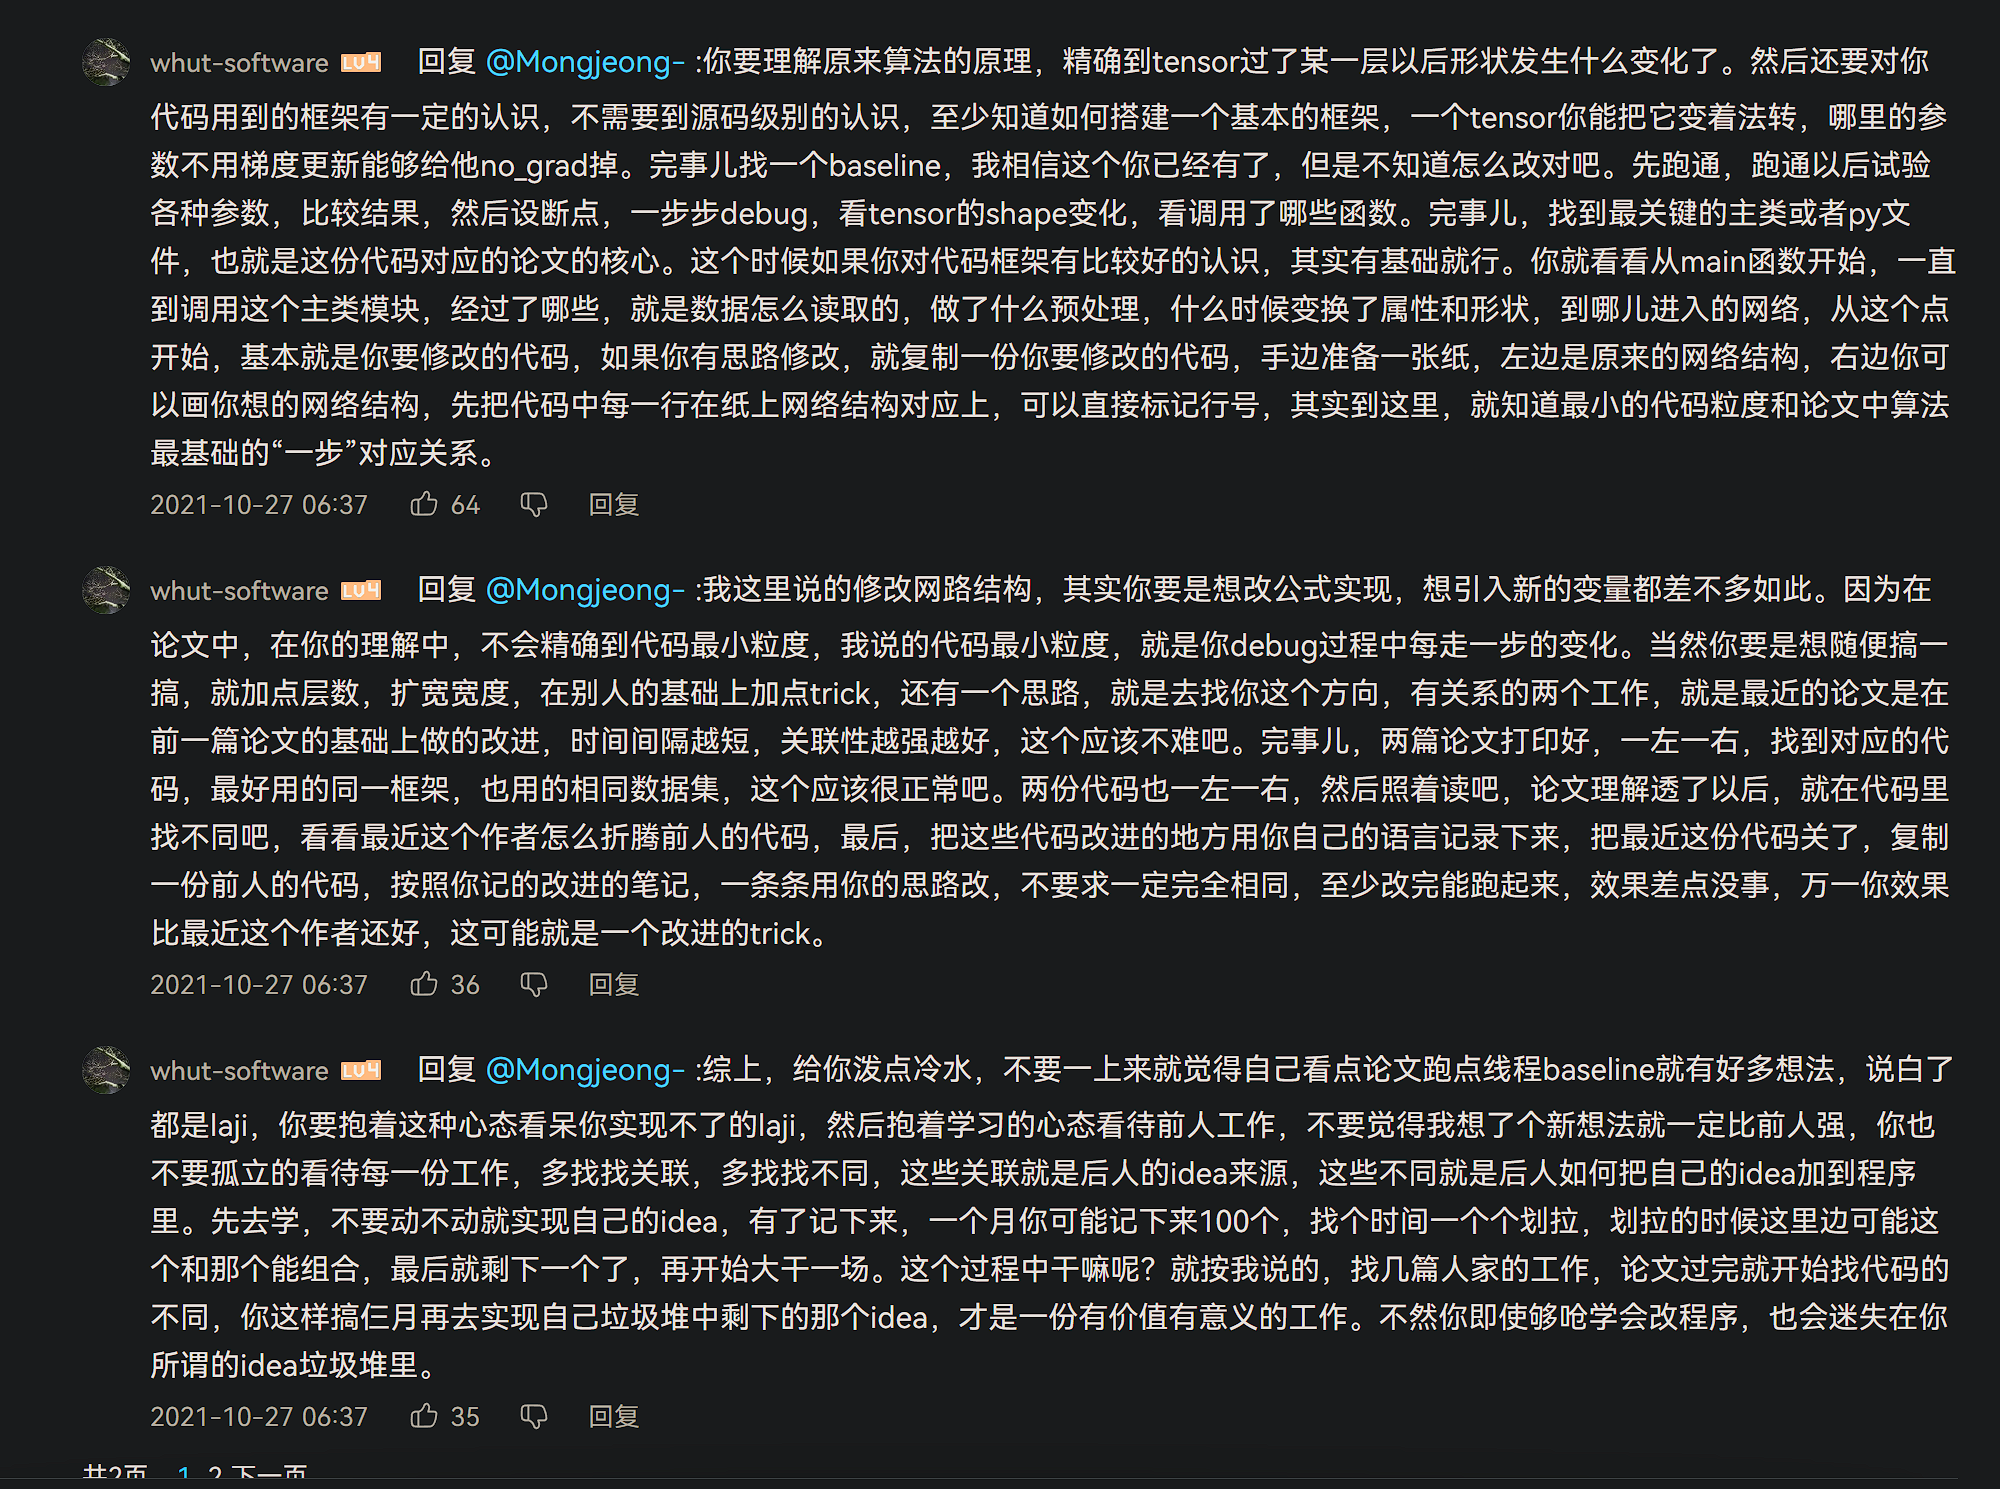 whut-software LV4 回复 @Mongjeong- :你要理解原来算法的原理，精确到tensor过了某一层以后形状发生什么变化了。然后还要对你
代码用到的框架有一定的认识，不需要到源码级别的认识，至少知道如何搭建一个基本的框架，一个tensor你能把它变着法转，哪里的参
数不用梯度更新能够给他no_grad掉。完事儿找一个baseline，我相信这个你已经有了，但是不知道怎么改对吧。先跑通，跑通以后试验
各种参数，比较结果，然后设断点，一步步debug，看tensor的shape变化，看调用了哪些函数。完事儿，找到最关键的主类或者py文
件，也就是这份代码对应的论文的核心。这个时候如果你对代码框架有比较好的认识，其实有基础就行。你就看看从main函数开始，一直
到调用这个主类模块，经过了哪些，就是数据怎么读取的，做了什么预处理，什么时候变换了属性和形状，到哪儿进入的网络，从这个点
开始，基本就是你要修改的代码，如果你有思路修改，就复制一份你要修改的代码，手边准备一张纸，左边是原来的网络结构，右边你可
以画你想的网络结构，先把代码中每一行在纸上网络结构对应上，可以直接标记行号，其实到这里，就知道最小的代码粒度和论文中算法
最基础的“一步”对应关系。
2021-10-27 06:37 64 回复
whut-software LV4 回复 @Mongjeong- :我这里说的修改网路结构，其实你要是想改公式实现，想引入新的变量都差不多如此。因为在
论文中，在你的理解中，不会精确到代码最小粒度，我说的代码最小粒度，就是你debug过程中每走一步的变化。当然你要是想随便搞一
搞，就加点层数，扩宽宽度，在别人的基础上加点trick，还有一个思路，就是去找你这个方向，有关系的两个工作，就是最近的论文是在
前一篇论文的基础上做的改进，时间间隔越短，关联性越强越好，这个应该不难吧。完事儿，两篇论文打印好，一左一右，找到对应的代
码，最好用的同一框架，也用的相同数据集，这个应该很正常吧。两份代码也一左一右，然后照着读吧，论文理解透了以后，就在代码里
找不同吧，看看最近这个作者怎么折腾前人的代码，最后，把这些代码改进的地方用你自己的语言记录下来，把最近这份代码关了，复制
一份前人的代码，按照你记的改进的笔记，一条条用你的思路改，不要求一定完全相同，至少改完能跑起来，效果差点没事，万一你效果
比最近这个作者还好，这可能就是一个改进的trick。
2021-10-27 06:37 36 回复
whut-software LV4 回复 @Mongjeong- :综上，给你泼点冷水，不要一上来就觉得自己看点论文跑点线程baseline就有好多想法，说白了
都是laji，你要抱着这种心态看呆你实现不了的laji，然后抱着学习的心态看待前人工作，不要觉得我想了个新想法就一定比前人强，你也
不要孤立的看待每一份工作，多找找关联，多找找不同，这些关联就是后人的idea来源，这些不同就是后人如何把自己的idea加到程序
里。先去学，不要动不动就实现自己的idea，有了记下来，一个月你可能记下来100个，找个时间一个个划拉，划拉的时候这里边可能这
个和那个能组合，最后就剩下一个了，再开始大干一场。这个过程中干嘛呢？就按我说的，找几篇人家的工作，论文过完就开始找代码的
不同，你这样搞仨月再去实现自己垃圾堆中剩下的那个idea，才是一份有价值有意义的工作。不然你即使够呛学会改程序，也会迷失在你
所谓的idea垃圾堆里。
2021-10-27 06:37 35 回复
共2页 1 2 下一页